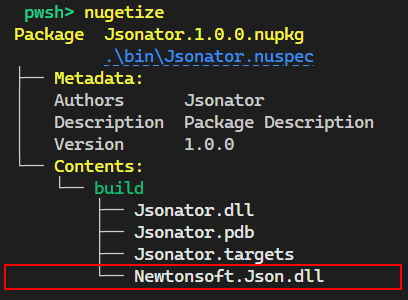 pwsh> nugetize
Package  Jsonator.1.0.0.nupkg
.\bin\Jsonator.nuspec
Metadata:
Authors      Jsonator
Description  Package Description
Version      1.0.0
Contents:
build
Jsonator.dll
Jsonator.pdb
Jsonator.targets
Newtonsoft.Json.dll